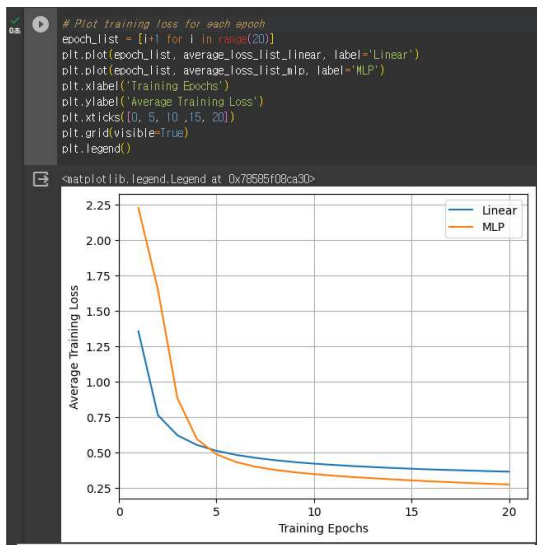 # Plot training loss for each epoch
epoch_list = [i+1 for i in range(20)]
plt.plot(epoch_list, average_loss_list_linear, label='Linear')
plt.plot(epoch_list, average_loss_list_mlp, label='MLP')
plt.xlabel('Training Epochs')
plt.ylabel('Average Training Loss')
plt.xticks([0, 5, 10 ,15, 20])
plt.grid(visible=True)
plt.legend()
0초
<matplotlib.legend.Legend at 0x78585f08ca30>
Linear
MLP
2.25
2.00
1.75
1.50
1.25
1.00
0.75
0.50
0.25
Average Training Loss
0 5 10 15 20
Training Epochs